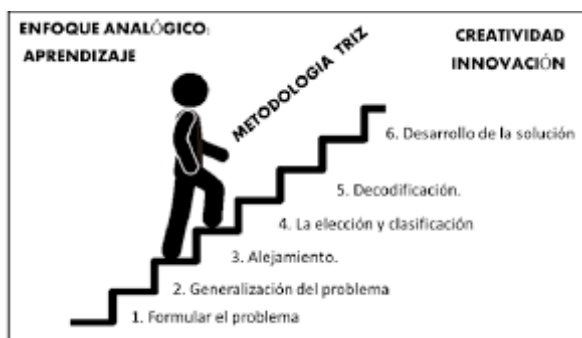 ENFOQUE ANALÓGICO:
APRENDIZAJE
METODOLOGIA TRIZ
CREATIVIDAD
INNOVACIÓN
6. Desarrollo de la solución
5. Decodificación.
4. La elección y clasificación
3. Alejamiento.
2. Generalización del problema
1. Formular el problema